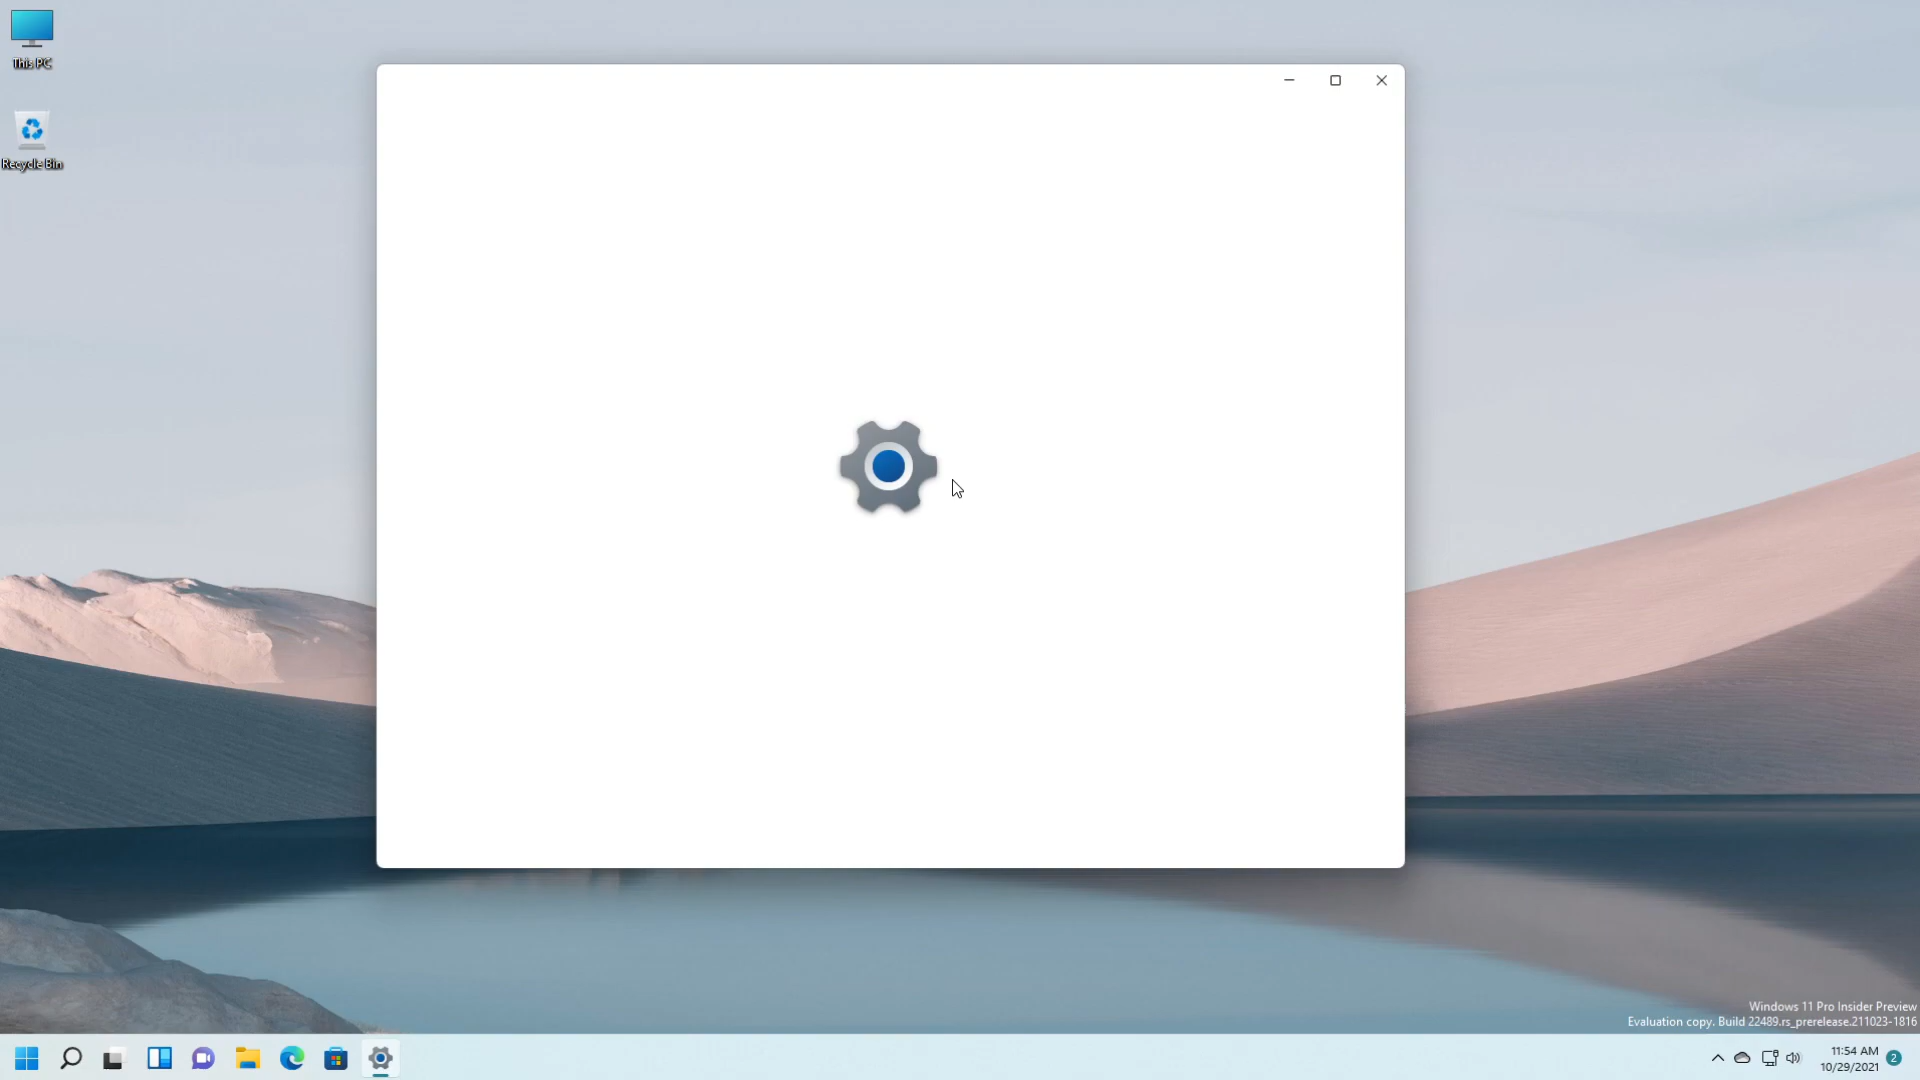 This PC
Recycle Bin
Windows 11 Pro Insider Preview
Evaluation copy. Build 22489.rs_prerelease.211023-1816
11:54 AM
10/29/2021
2